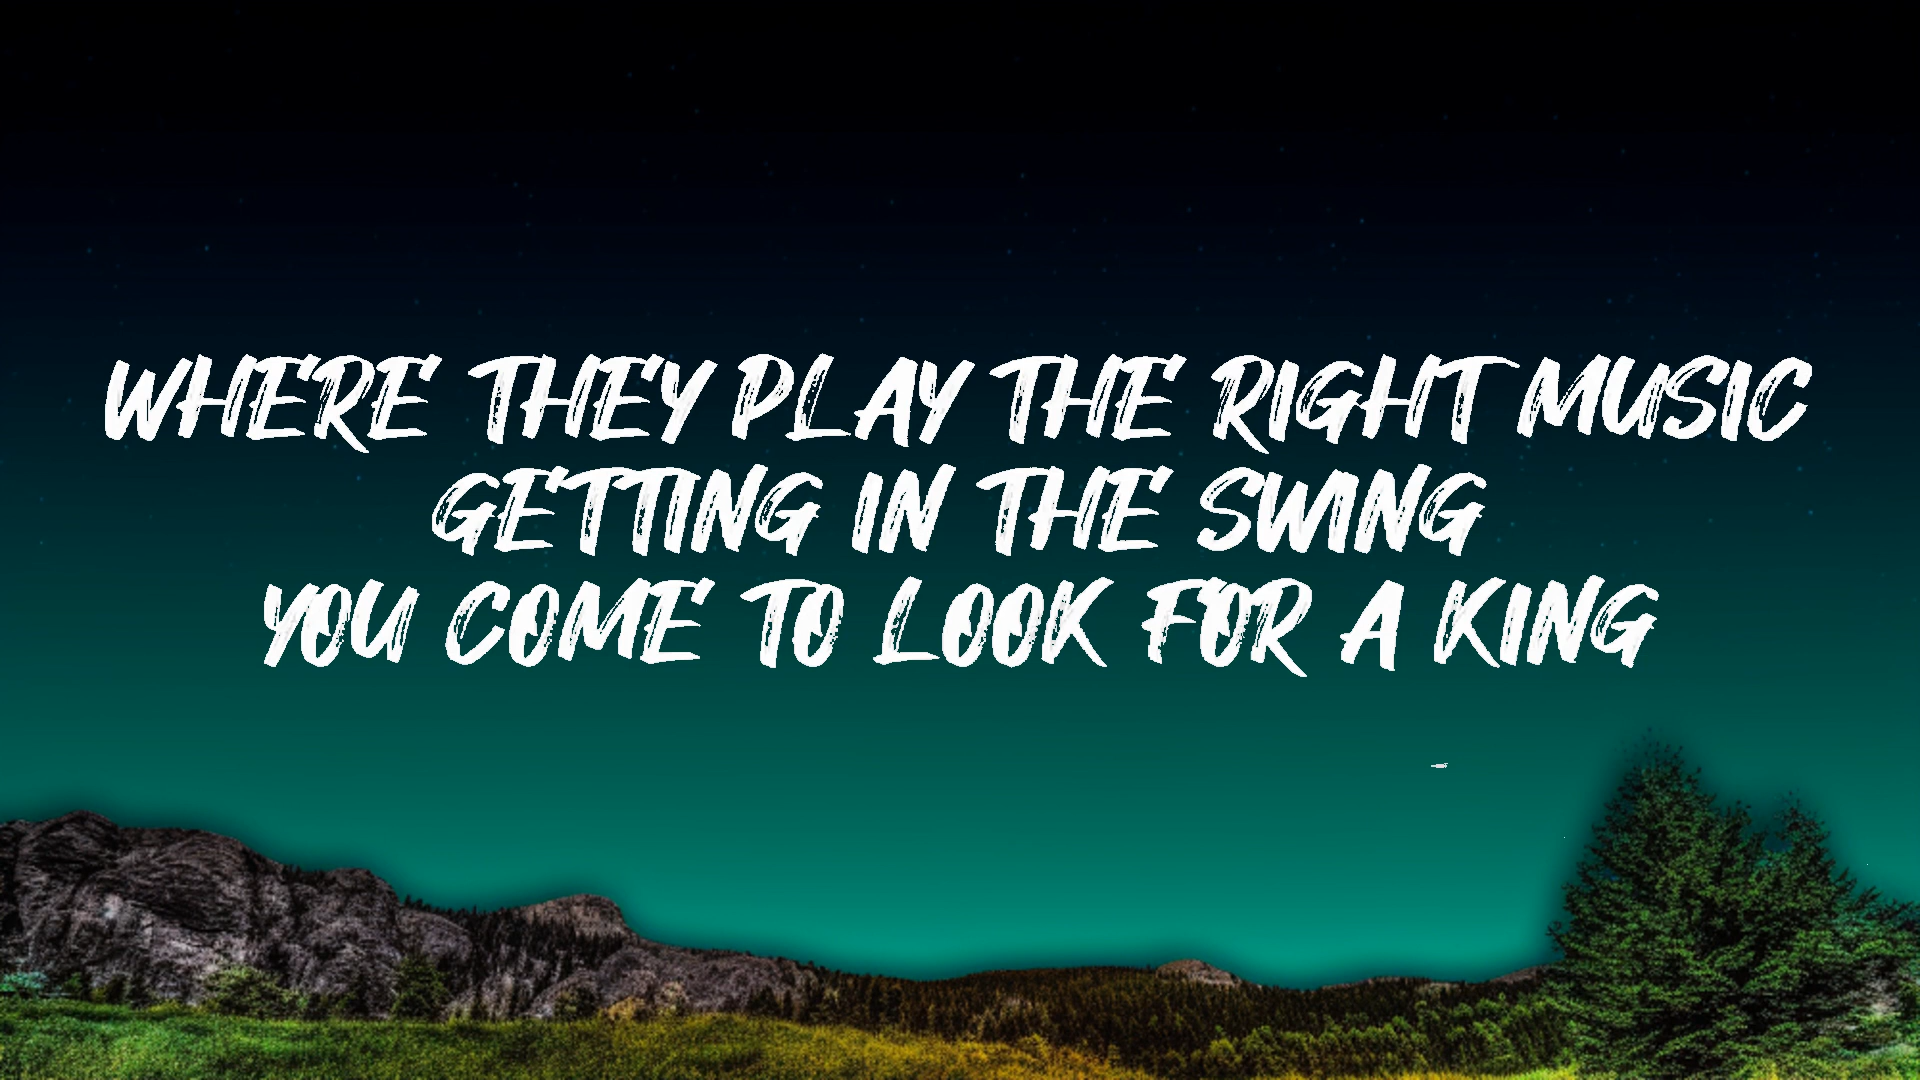 WHERE THEY PLAY THE RIGHT MUSIC
GETTING IN THE SWING
YOU COME TO LOOK FOR A KING